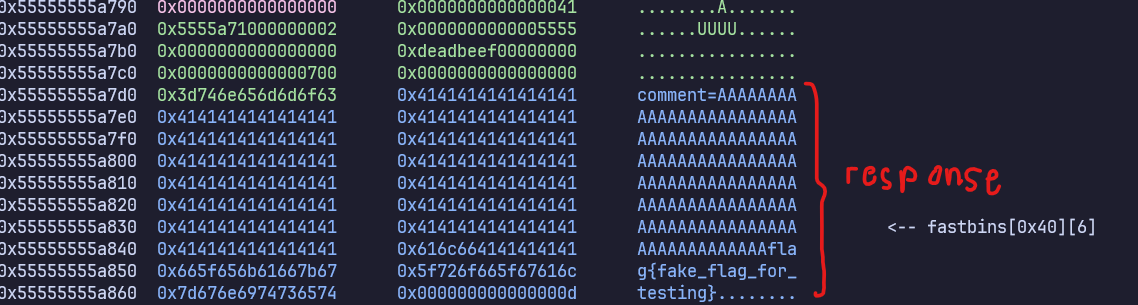 0x55555555a790 0x0000000000000000 0x0000000000000041 ........A.......
0x55555555a7a0 0x5555a71000000002 0x0000000000005555 ......UUUU......
0x55555555a7b0 0x0000000000000000 0xdeadbeef00000000 ................
0x55555555a7c0 0x0000000000000700 0x0000000000000000 ................
0x55555555a7d0 0x3d746e656d6d6f63 0x4141414141414141 comment=AAAAAAAA
0x55555555a7e0 0x4141414141414141 0x4141414141414141 AAAAAAAAAAAAAAAA
0x55555555a7f0 0x4141414141414141 0x4141414141414141 AAAAAAAAAAAAAAAA
0x55555555a800 0x4141414141414141 0x4141414141414141 AAAAAAAAAAAAAAAA
0x55555555a810 0x4141414141414141 0x4141414141414141 AAAAAAAAAAAAAAAA response
0x55555555a820 0x4141414141414141 0x4141414141414141 AAAAAAAAAAAAAAAA
0x55555555a830 0x4141414141414141 0x4141414141414141 AAAAAAAAAAAAAAAA <-- fastbins[0x40][6]
0x55555555a840 0x4141414141414141 0x616c664141414141 AAAAAAAAAAAAAfla
0x55555555a850 0x665f656b61667b67 0x5f726f665f67616c g{fake_flag_for_
0x55555555a860 0x7d676e6974736574 0x000000000000000d testing}........